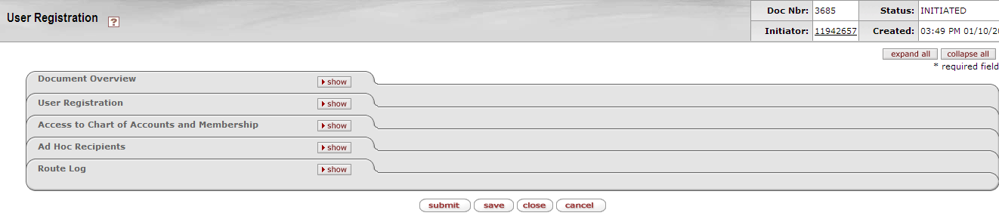 User Registration ?
Doc Nbr: 3685 Status: INITIATED
Initiator: 11942657 Created: 03:49 PM 01/10/20
expand all collapse all
* required field
Document Overview show
User Registration show
Access to Chart of Accounts and Membership show
Ad Hoc Recipients show
Route Log show
submit save close cancel